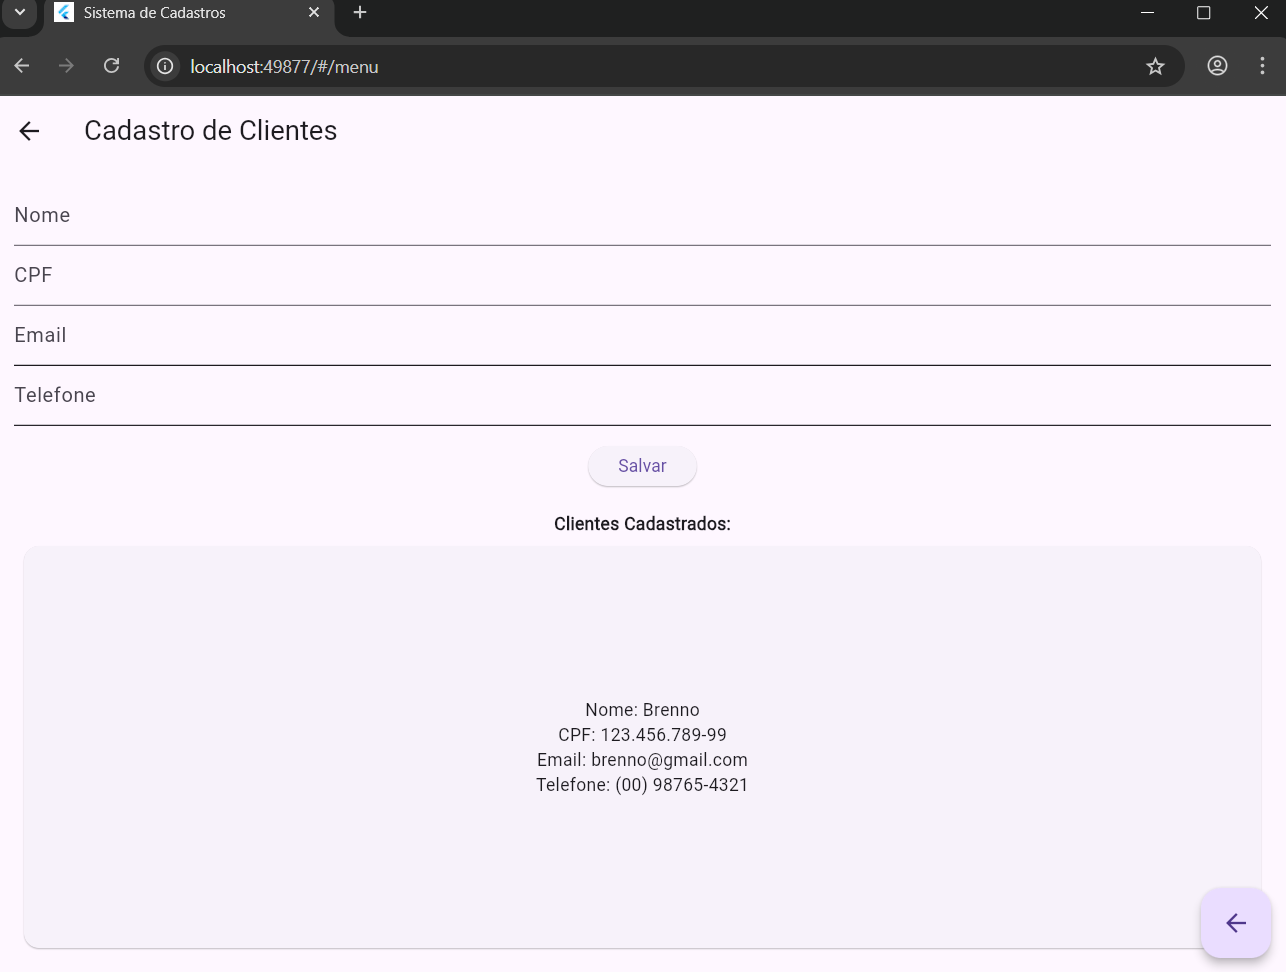 Sistema de Cadastros
localhost:49877/#/menu
Cadastro de Clientes
Nome
CPF
Email
Telefone
Salvar
Clientes Cadastrados:
Nome: Brenno
CPF: 123.456.789-99
Email: brenno@gmail.com
Telefone: (00) 98765-4321